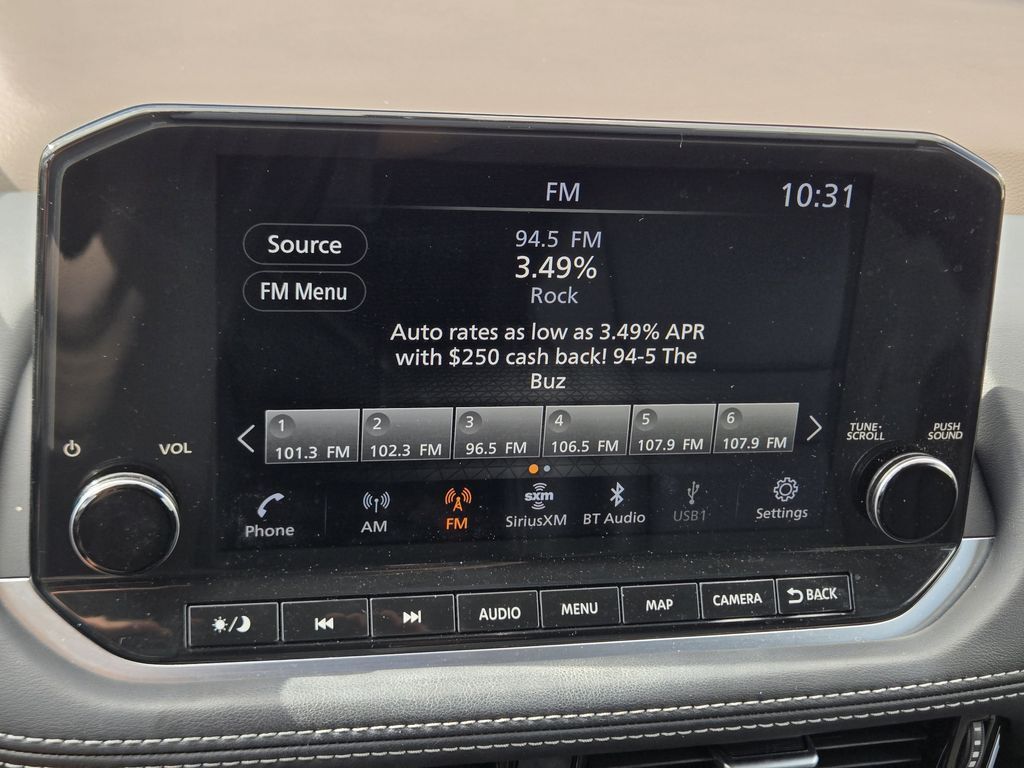 FM
10:31
Source
94.5 FM
3.49%
FM Menu
Rock
Auto rates as low as 3.49% APR
with $250 cash back! 94-5 The
Buz
1
2
3
4
5
6
101.3 FM
102.3 FM
96.5 FM
106.5 FM
107.9 FM
107.9 FM
VOL
TUNE•
SCROLL
PUSH
SOUND
Phone
AM
FM
sxm
SiriusXM
BT Audio
USB1
Settings
AUDIO
MENU
MAP
CAMERA
BACK